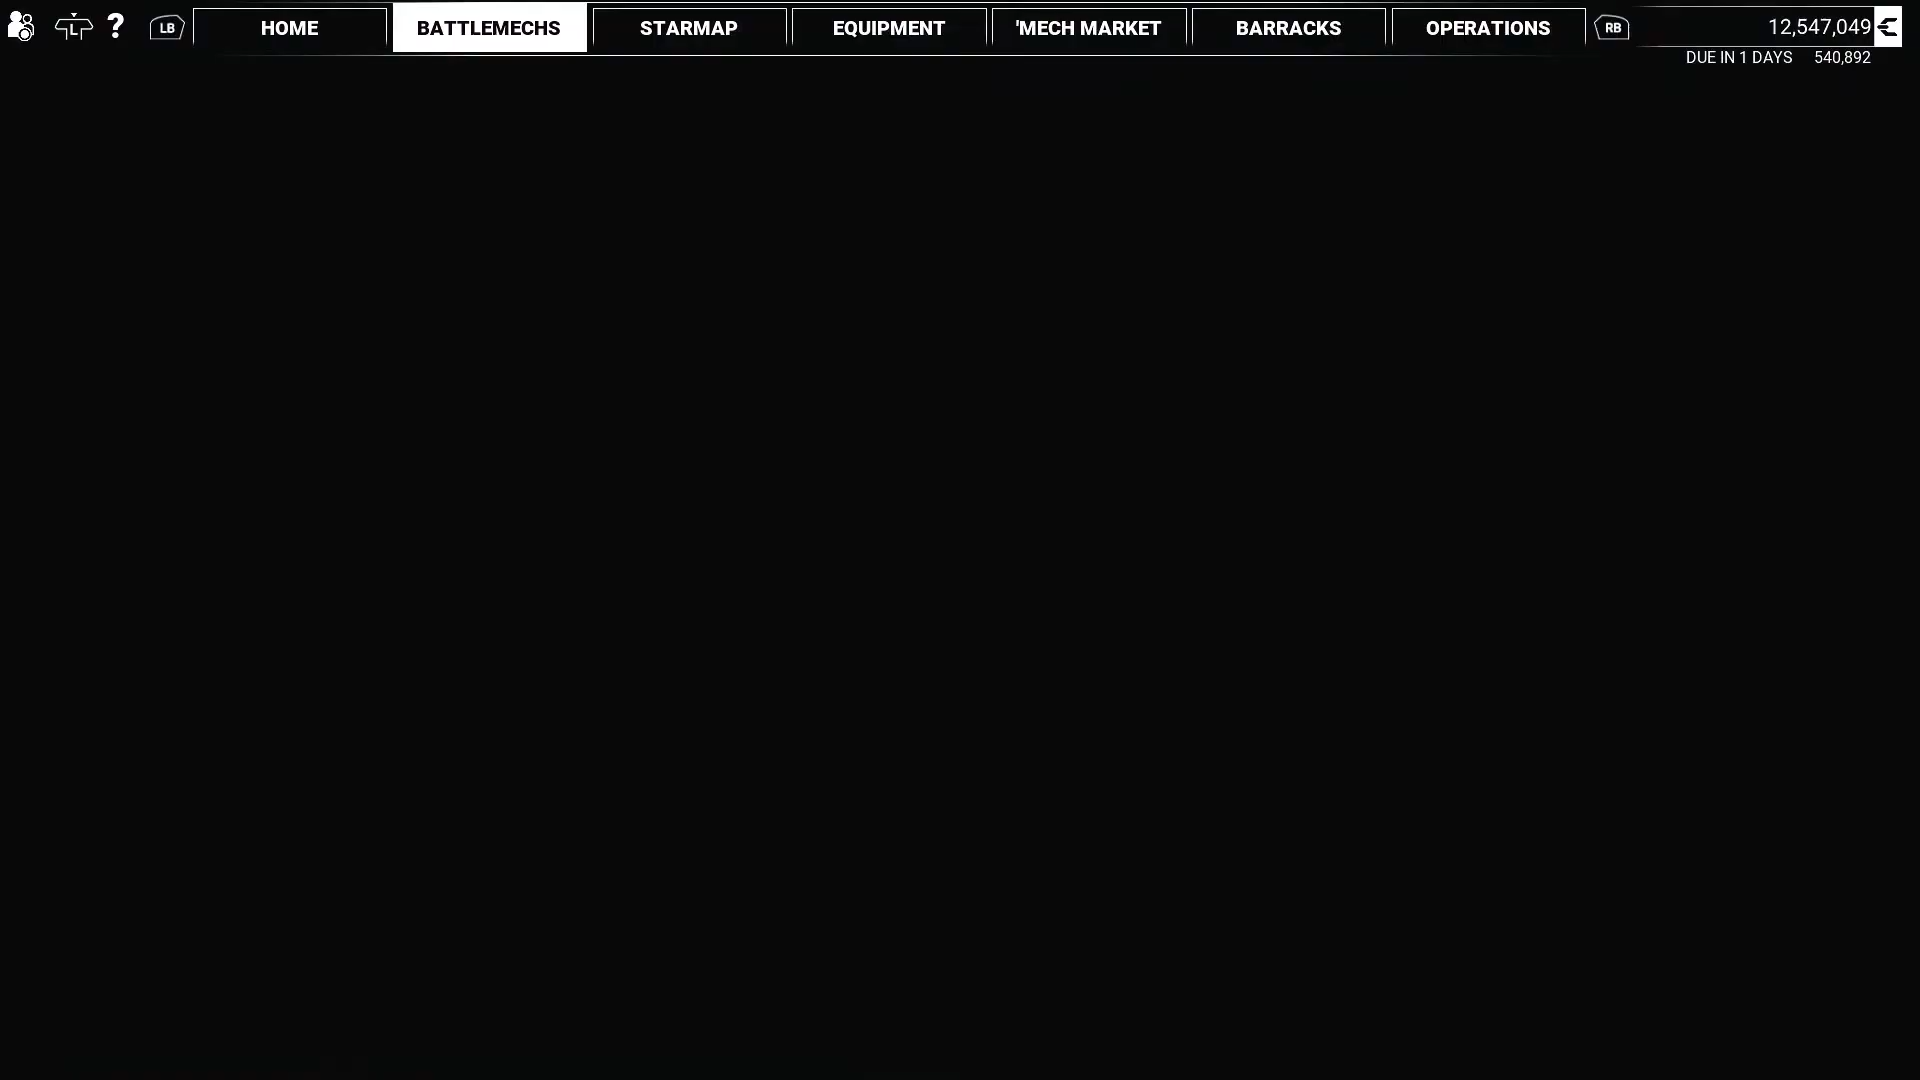 ? LB HOME BATTLEMECHS STARMAP EQUIPMENT 'MECH MARKET BARRACKS OPERATIONS RB 12,547,049
L
DUE IN 1 DAYS 540,892